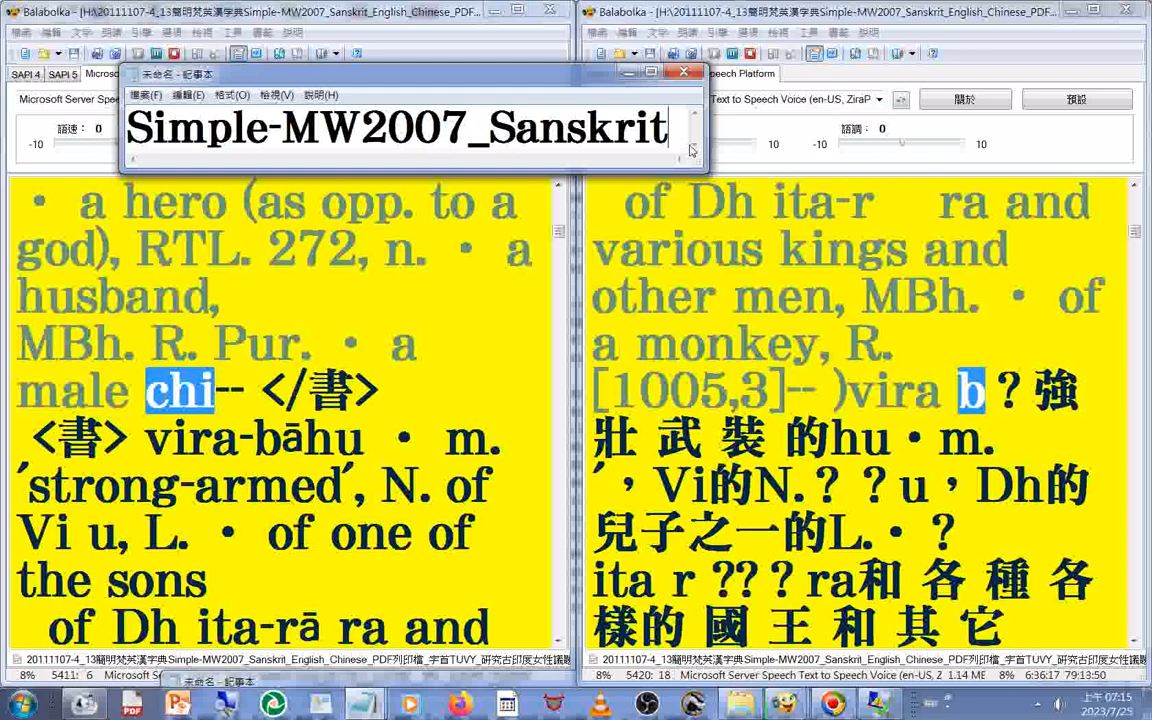 Balabolka - [H:\20111107-4_13簡明梵英漢字典Simple-MW2007_Sanskrit_English_Chinese_PDF...
Balabolka - [H:\20111107-4_13簡明梵英漢字典Simple-MW2007_Sanskrit_English_Chinese_PDF...
SAPI 4 SAPI 5 Microso
未命名 - 記事本
檔案(F) 編輯(E) 格式(O) 檢視(V) 說明(H)
Simple-MW2007_Sanskrit
peech Platform
Microsoft Server Spee
Text to Speech Voice (en-US, ZiraP
關於
預設
語速： 0
語調： 0
-10
10
-10
10
• a hero (as opp. to a
god), RTL. 272, n. • a
husband,
MBh. R. Pur. • a
male chi-- </書>
<書> vira-bāhu • m.
'strong-armed', N. of
Vi u, L. • of one of
the sons
of Dh ita-rā ra and
of Dh ita-r ra and
various kings and
other men, MBh. • of
a monkey, R.
[1005,3]-- )vira b？強
壯 武 裝 的hu•m.
'，Vi的N.？？u，Dh的
兒子之一的L.•？
ita r ??？ra和 各 種 各
樣的 國 王 和 其 它
20111107-4_13簡明梵英漢字典Simple-MW2007_Sanskrit_English_Chinese_PDF列印檔_字首TUVY_研究古印度女性議題
20111107-4_13簡明梵英漢字典Simple-MW2007_Sanskrit_English_Chinese_PDF列印檔_字首TUVY_研究古印度女性議題
8% 5411: 6 Microsoft S
未命名 - 記事本
8% 5420: 18 Microsoft Server Speech Text to Speech Voice (en-US, Z 1.14 ME 8% 6:36:17 79:13:50
上午 07:15
2023/7/25